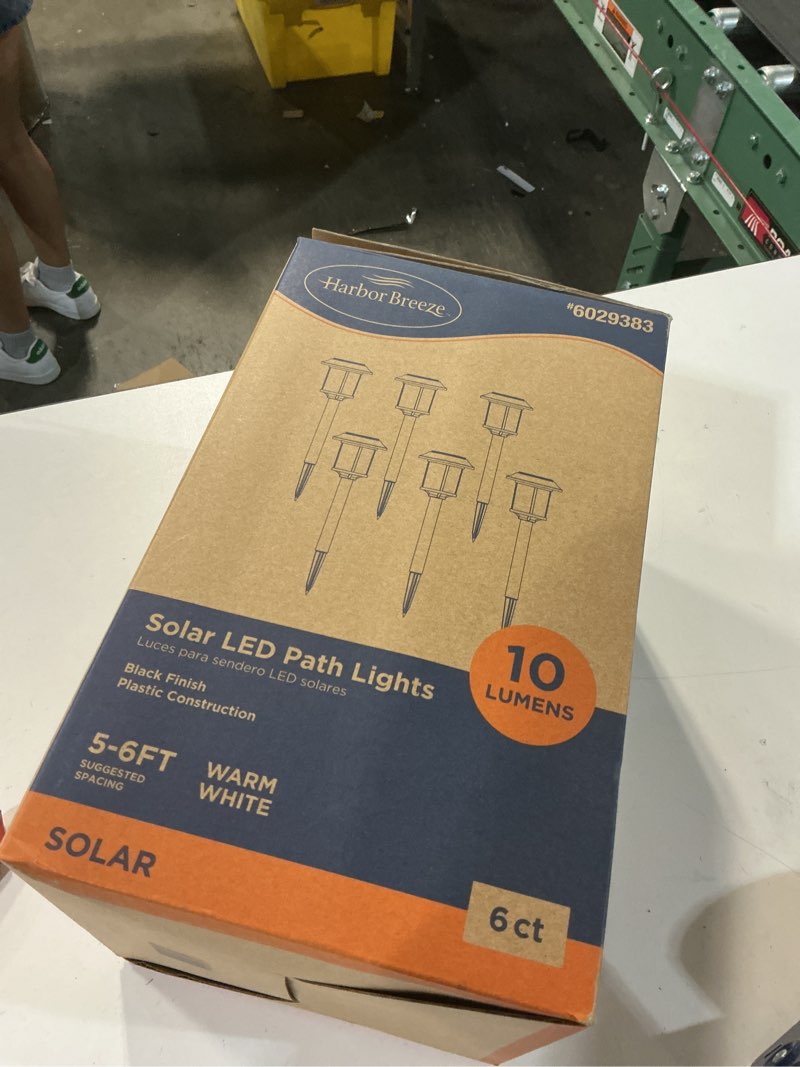 Harbor Breeze
#6029383
Solar LED Path Lights
Luces para sendero LED solares
Black Finish
Plastic Construction
10
LUMENS
5-6FT
SUGGESTED
SPACING
WARM
WHITE
SOLAR
6 ct